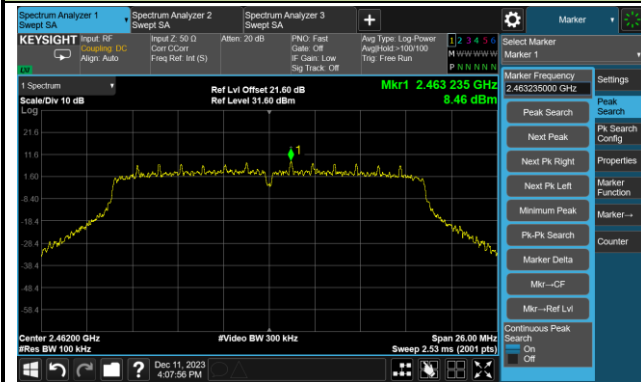 Spectrum Analyzer 1
Swept SA
Spectrum Analyzer 2
Swept SA
Spectrum Analyzer 3
Swept SA
Marker
KEYSIGHT
Input: RF
Coupling: DC
Align: Auto
Input Z: 50 Ω
Corr CCorr
Freq Ref: Int (S)
Atten: 20 dB
PNO: Fast
Gate: Off
IF Gain: Low
Sig Track: Off
Avg Type: Log-Power
Avg|Hold:>100/100
Trig: Free Run
1 2 3 4 5 6
M W W W W W
P N N N N N
LW
Select Marker
Marker 1
1 Spectrum
Scale/Div 10 dB
Log
Ref Lvl Offset 21.60 dB
Ref Level 31.60 dBm
Mkr1 2.463 235 GHz
8.46 dBm
21.6
11.6
1.60
-8.40
-18.4
-28.4
-38.4
-48.4
-58.4
1
Center 2.46200 GHz
#Res BW 100 kHz
#Video BW 300 kHz
Span 26.00 MHz
Sweep 2.53 ms (2001 pts)
Marker Frequency
2.463235000 GHz
Peak Search
Next Peak
Next Pk Right
Next Pk Left
Minimum Peak
Pk-Pk Search
Marker Delta
Mkr→CF
Mkr→Ref Lvl
Continuous Peak
Search
On
Off
Settings
Peak
Search
Pk Search
Config
Properties
Marker
Function
Marker→
Counter
?
Dec 11, 2023
4:07:56 PM